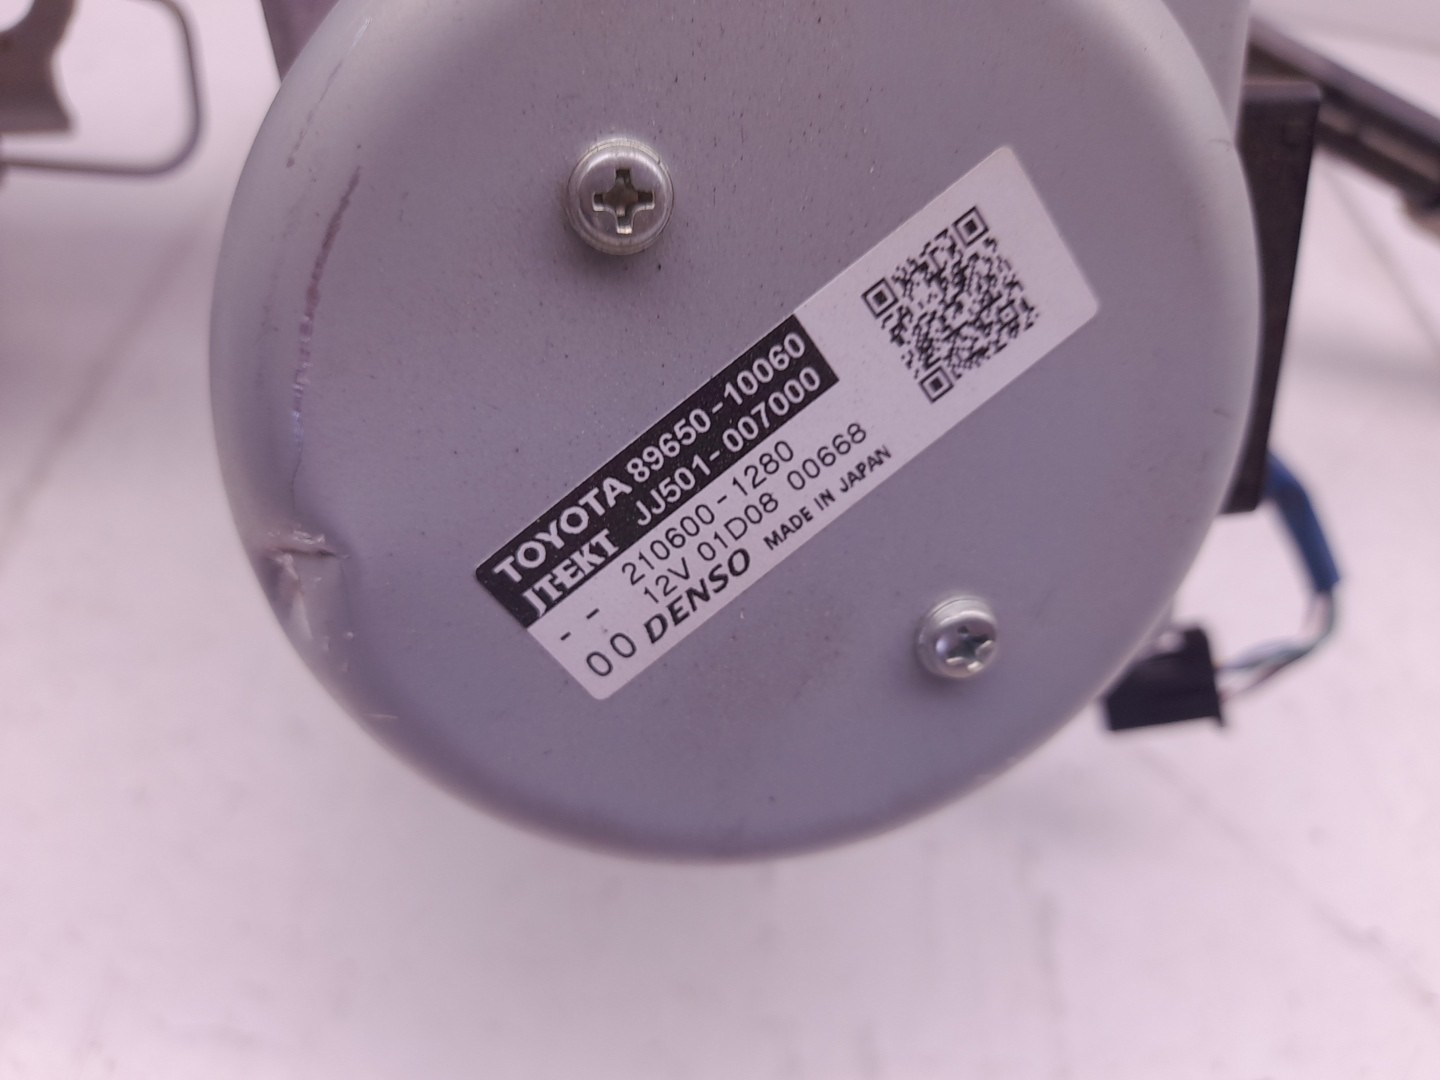 TOYOTA 89650-10060
JTEKT JJ501-007000
- - 210600-1280
12V 01D08 00668
00 DENSO MADE IN JAPAN